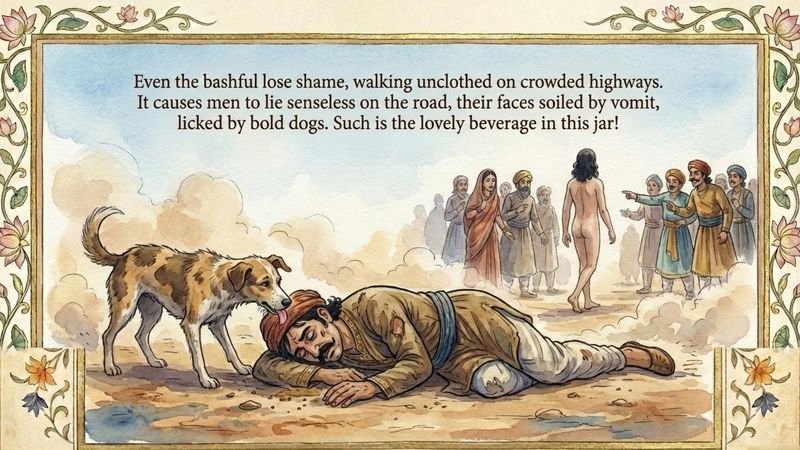 Even the bashful lose shame, walking unclothed on crowded highways.
It causes men to lie senseless on the road, their faces soiled by vomit,
licked by bold dogs. Such is the lovely beverage in this jar!